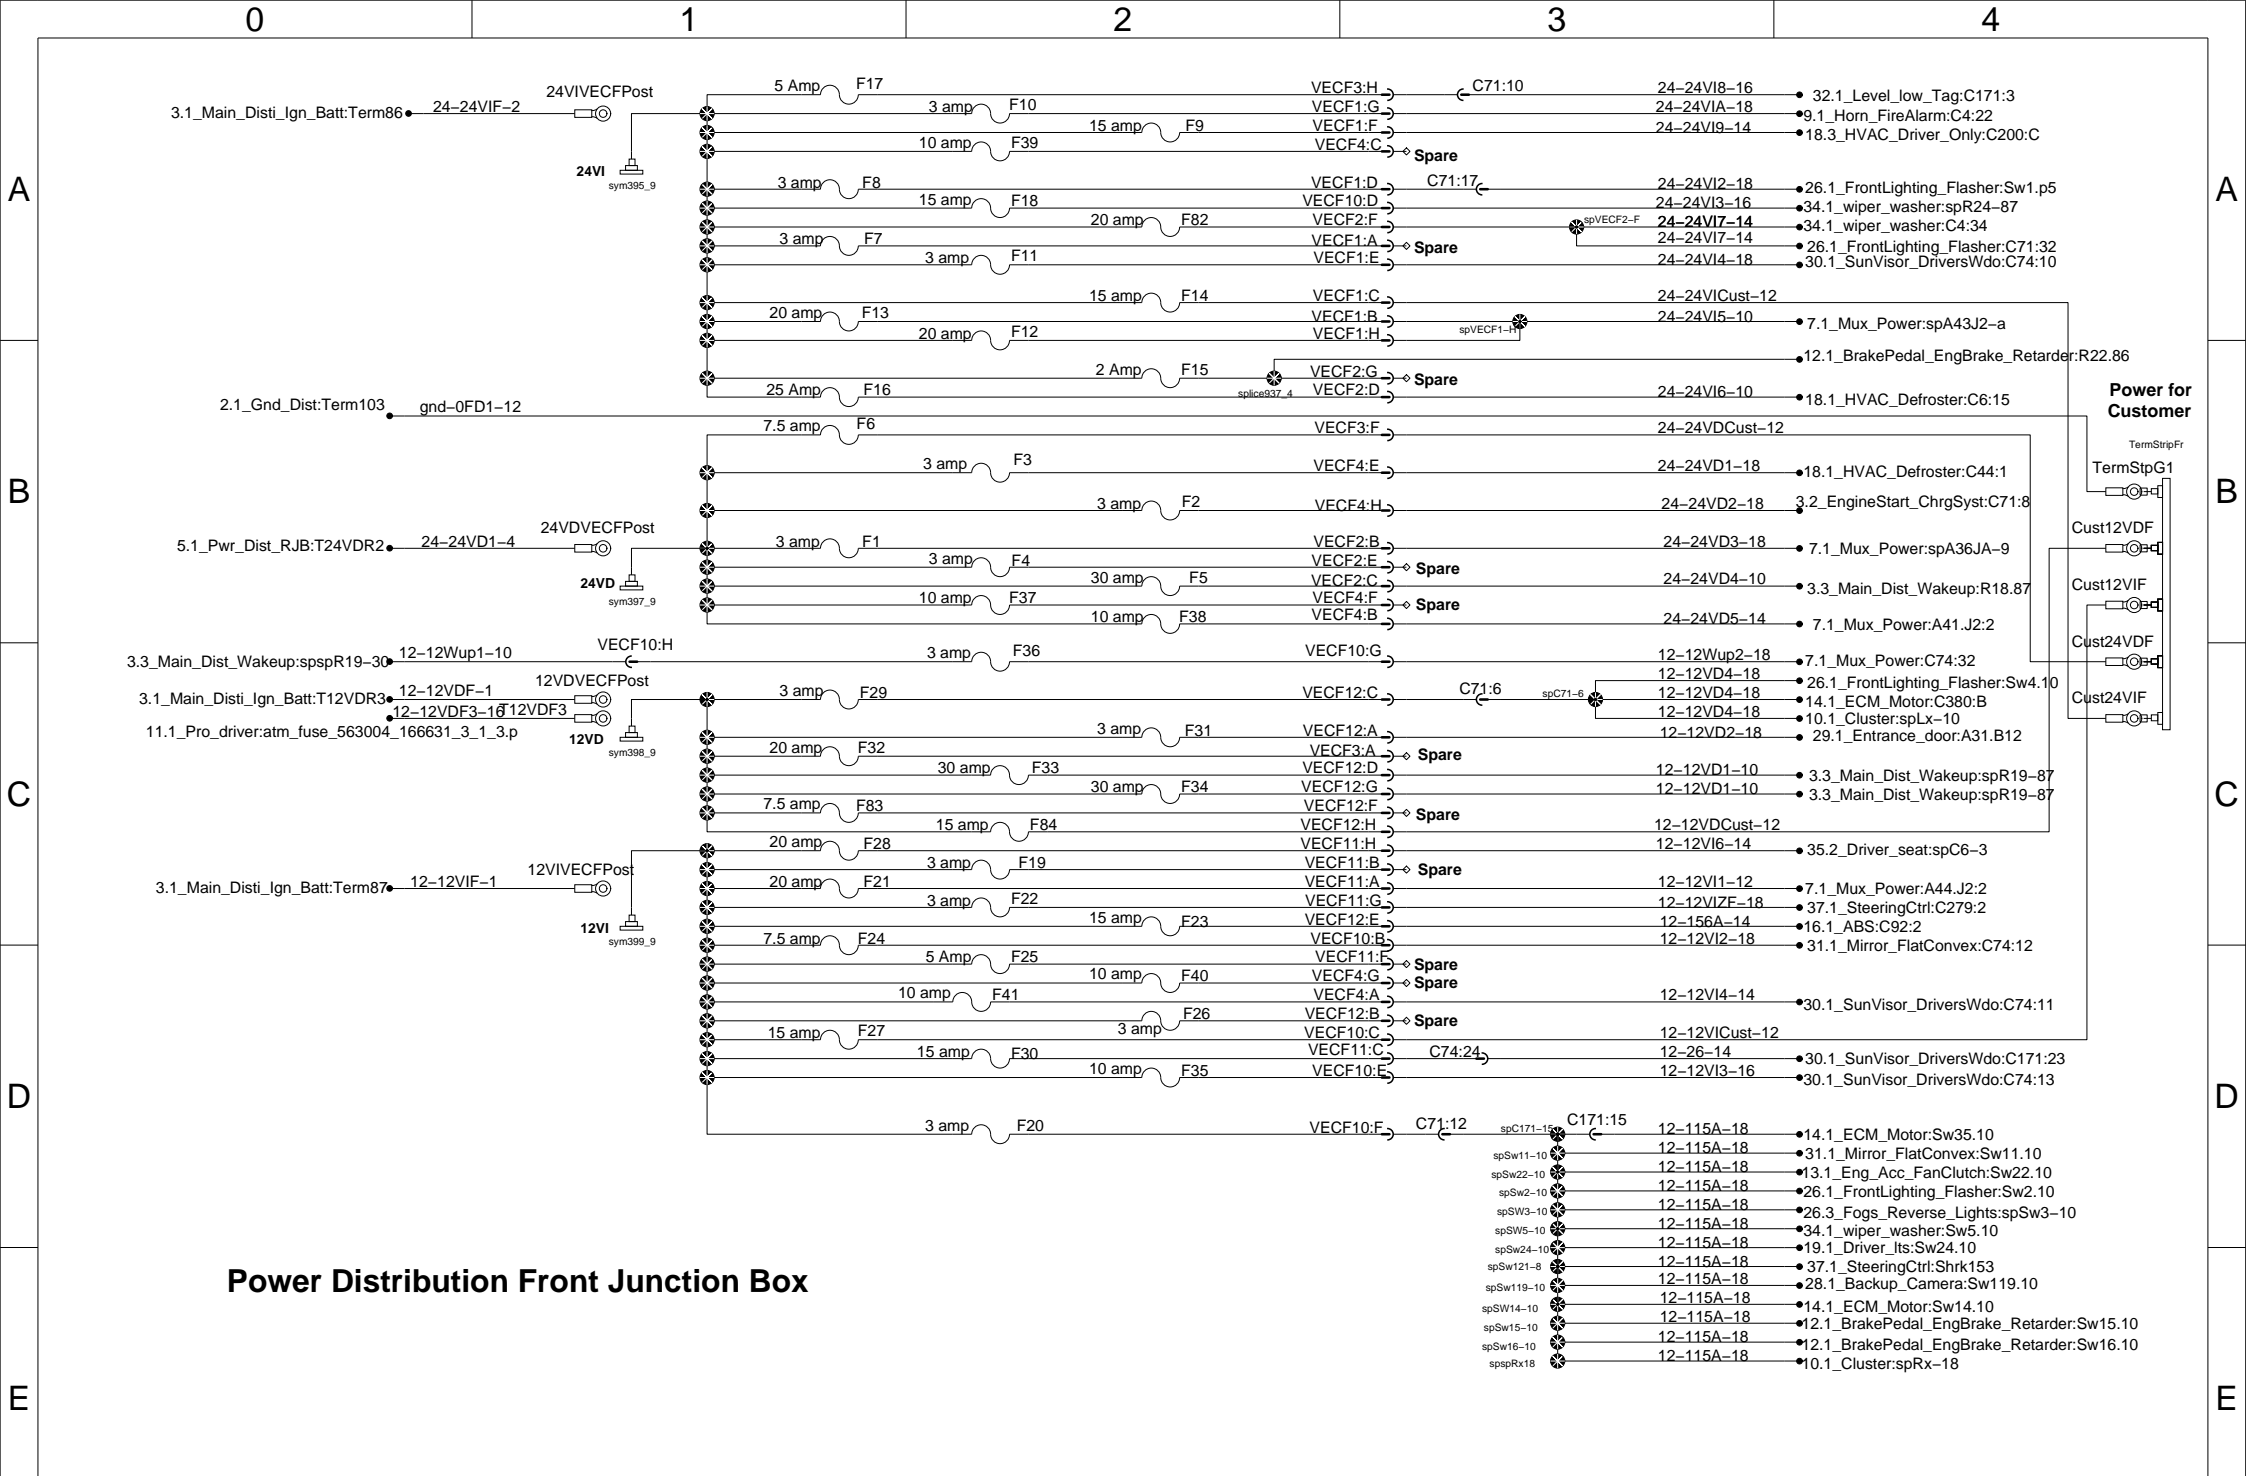 0 1 2 3 4
A A
B B
C C
D D
E E
3.1_Main_Disti_Ign_Batt:Term86 24-24VIF-2 24VIVECFPost
24VI sym395_9
5 Amp F17 VECF3:H C71:10 24-24VI8-16 32.1_Level_low_Tag:C171:3
3 amp F10 VECF1:G 24-24VIA-18 9.1_Horn_FireAlarm:C4:22
15 amp F9 VECF1:F 24-24VI9-14 18.3_HVAC_Driver_Only:C200:C
10 amp F39 VECF4:C Spare
3 amp F8 VECF1:D C71:17 24-24VI2-18 26.1_FrontLighting_Flasher:Sw1.p5
15 amp F18 VECF10:D 24-24VI3-16 34.1_wiper_washer:spR24-87
20 amp F82 VECF2:F spVECF2-F 24-24VI7-14 34.1_wiper_washer:C4:34
3 amp F7 VECF1:A Spare 24-24VI7-14 26.1_FrontLighting_Flasher:C71:32
3 amp F11 VECF1:E 24-24VI4-18 30.1_SunVisor_DriversWdo:C74:10
15 amp F14 VECF1:C 24-24VICust-12
20 amp F13 VECF1:B 24-24VI5-10 7.1_Mux_Power:spA43J2-a
20 amp F12 VECF1:H spVECF1-H
12.1_BrakePedal_EngBrake_Retarder:R22.86
2 Amp F15 splice937_4 VECF2:G Spare
25 Amp F16 VECF2:D 24-24VI6-10 18.1_HVAC_Defroster:C6:15
2.1_Gnd_Dist:Term103 gnd-0FD1-12
Power for
Customer
TermStripFr
TermStpG1
Cust12VDF
Cust12VIF
Cust24VDF
Cust24VIF
7.5 amp F6 VECF3:F 24-24VDCust-12
3 amp F3 VECF4:E 24-24VD1-18 18.1_HVAC_Defroster:C44:1
3 amp F2 VECF4:H 24-24VD2-18 3.2_EngineStart_ChrgSyst:C71:8
5.1_Pwr_Dist_RJB:T24VDR2 24-24VD1-4 24VDVECFPost
24VD sym397_9
3 amp F1 VECF2:B 24-24VD3-18 7.1_Mux_Power:spA36JA-9
3 amp F4 VECF2:E Spare
30 amp F5 VECF2:C 24-24VD4-10 3.3_Main_Dist_Wakeup:R18.87
10 amp F37 VECF4:F Spare
10 amp F38 VECF4:B 24-24VD5-14 7.1_Mux_Power:A41.J2:2
3.3_Main_Dist_Wakeup:spspR19-30 12-12Wup1-10 VECF10:H 3 amp F36 VECF10:G 12-12Wup2-18 7.1_Mux_Power:C74:32
3.1_Main_Disti_Ign_Batt:T12VDR3 12-12VDF-1 12VDVECFPost
11.1_Pro_driver:atm_fuse_563004_166631_3_1_3.p 12-12VDF3-16 T12VDF3
12VD sym398_9
12-12VD4-18 26.1_FrontLighting_Flasher:Sw4.10
3 amp F29 VECF12:C C71:6 spC71-6 12-12VD4-18 14.1_ECM_Motor:C380:B
12-12VD4-18 10.1_Cluster:spLx-10
3 amp F31 VECF12:A 12-12VD2-18 29.1_Entrance_door:A31.B12
20 amp F32 VECF3:A Spare
30 amp F33 VECF12:D 12-12VD1-10 3.3_Main_Dist_Wakeup:spR19-87
30 amp F34 VECF12:G 12-12VD1-10 3.3_Main_Dist_Wakeup:spR19-87
7.5 amp F83 VECF12:F Spare
15 amp F84 VECF12:H 12-12VDCust-12
20 amp F28 VECF11:H 12-12VI6-14 35.2_Driver_seat:spC6-3
3 amp F19 VECF11:B Spare
3.1_Main_Disti_Ign_Batt:Term87 12-12VIF-1 12VIVECFPost
12VI sym399_9
20 amp F21 VECF11:A 12-12VI1-12 7.1_Mux_Power:A44.J2:2
3 amp F22 VECF11:G 12-12VIZF-18 37.1_SteeringCtrl:C279:2
15 amp F23 VECF12:E 12-156A-14 16.1_ABS:C92:2
7.5 amp F24 VECF10:B 12-12VI2-18 31.1_Mirror_FlatConvex:C74:12
5 Amp F25 VECF11:F Spare
10 amp F40 VECF4:G Spare
10 amp F41 VECF4:A 12-12VI4-14 30.1_SunVisor_DriversWdo:C74:11
3 amp F26 VECF12:B Spare
15 amp F27 VECF10:C 12-12VICust-12
15 amp F30 VECF11:C C74:24 12-26-14 30.1_SunVisor_DriversWdo:C171:23
10 amp F35 VECF10:E 12-12VI3-16 30.1_SunVisor_DriversWdo:C74:13
3 amp F20 VECF10:F C71:12 spC171-15 C171:15 12-115A-18 14.1_ECM_Motor:Sw35.10
spSw11-10 12-115A-18 31.1_Mirror_FlatConvex:Sw11.10
spSw22-10 12-115A-18 13.1_Eng_Acc_FanClutch:Sw22.10
spSw2-10 12-115A-18 26.1_FrontLighting_Flasher:Sw2.10
spSW3-10 12-115A-18 26.3_Fogs_Reverse_Lights:spSw3-10
spSW5-10 12-115A-18 34.1_wiper_washer:Sw5.10
spSw24-10 12-115A-18 19.1_Driver_lts:Sw24.10
spSw121-8 12-115A-18 37.1_SteeringCtrl:Shrk153
spSw119-10 12-115A-18 28.1_Backup_Camera:Sw119.10
spSW14-10 12-115A-18 14.1_ECM_Motor:Sw14.10
spSw15-10 12-115A-18 12.1_BrakePedal_EngBrake_Retarder:Sw15.10
spSw16-10 12-115A-18 12.1_BrakePedal_EngBrake_Retarder:Sw16.10
spspRx18 12-115A-18 10.1_Cluster:spRx-18
Power Distribution Front Junction Box